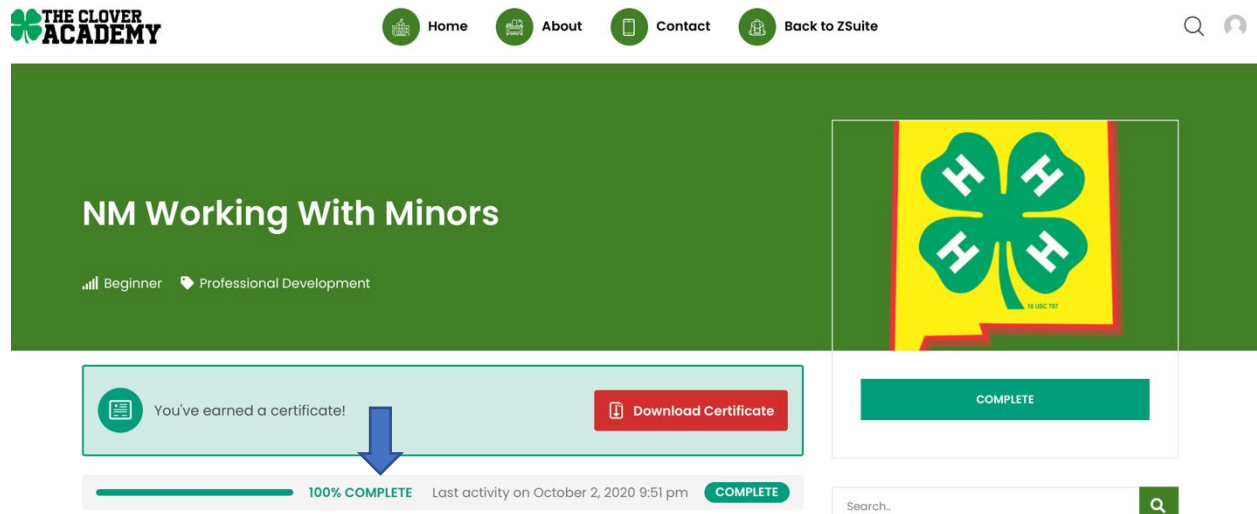 THE CLOVER
ACADEMY
Home
About
Contact
Back to ZSuite
NM Working With Minors
Beginner
Professional Development
H H
H H
18 USC 707
COMPLETE
You've earned a certificate!
Download Certificate
100% COMPLETE
Last activity on October 2, 2020 9:51 pm
COMPLETE
Search..